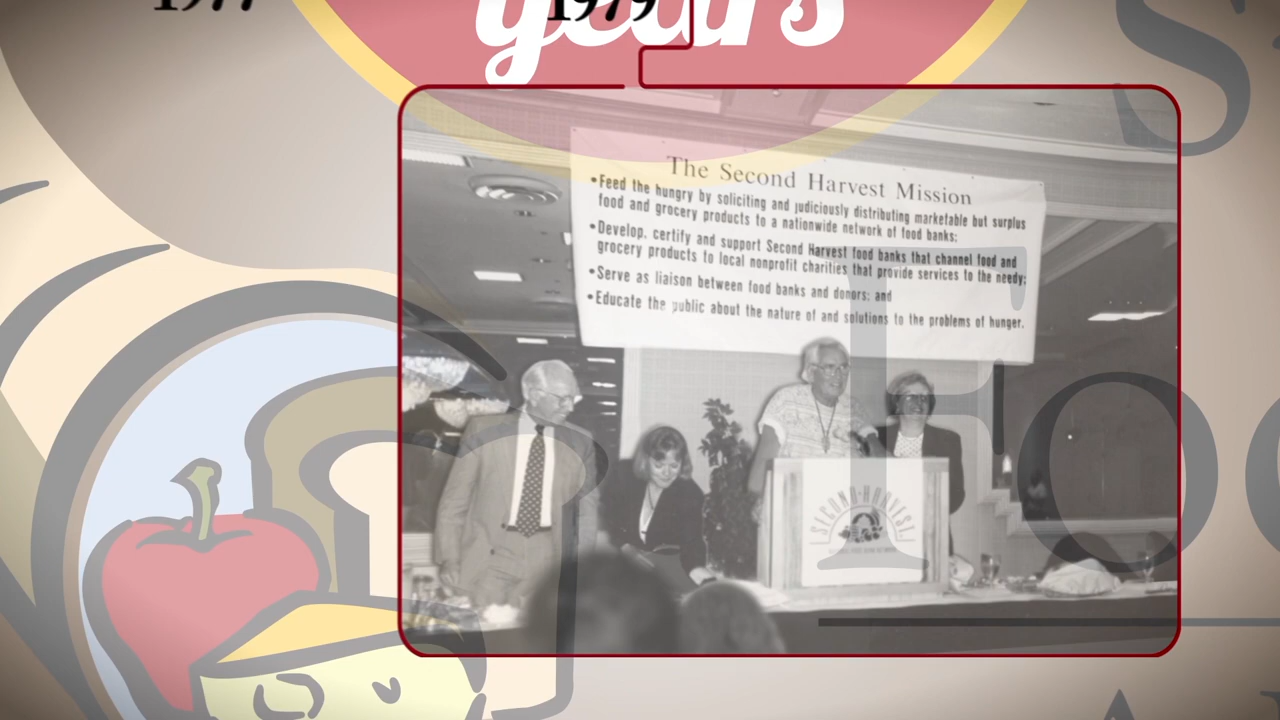 1977
1979
years
S
The Second Harvest Mission
•Feed the hungry by soliciting and judiciously distributing marketable but surplus
food and grocery products to a nationwide network of food banks;
•Develop, certify and support Second Harvest food banks that channel food and
grocery products to local nonprofit charities that provide services to the needy;
•Serve as liaison between food banks and donors; and
•Educate the public about the nature of and solutions to the problems of hunger.
Foo
SECOND HARVEST
A